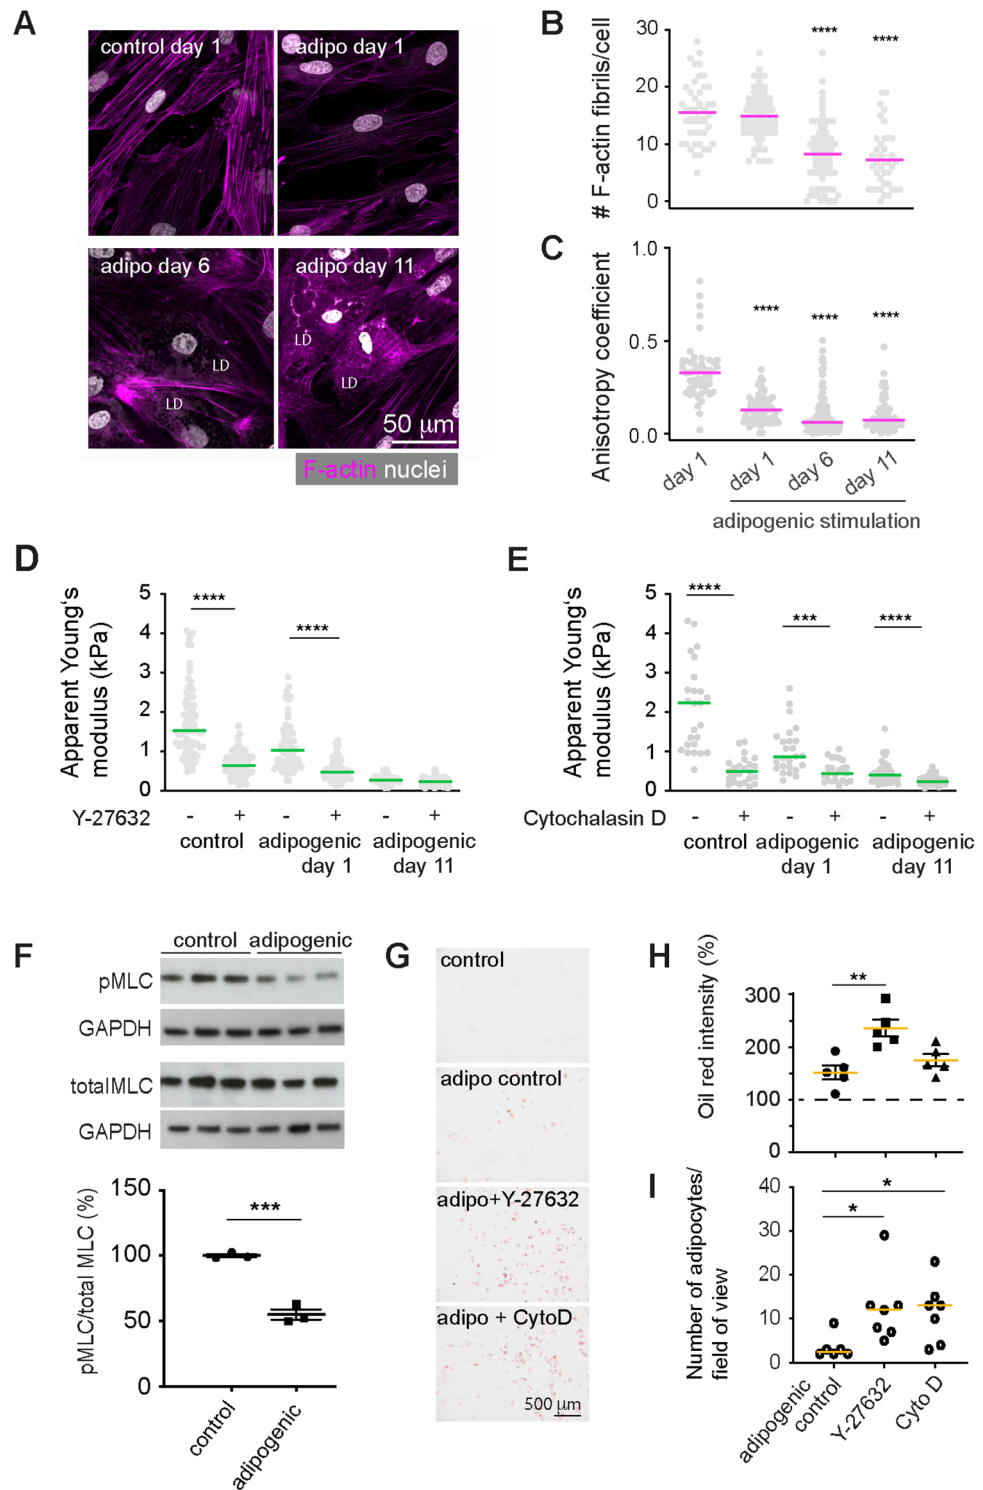 A
control day 1
adipo day 1
adipo day 6
adipo day 11
LD
LD
LD
LD
50 μm
F-actin nuclei
B
# F-actin fibrils/cell
30
20
10
0
****
****
C
Anisotropy coefficient
1.0
0.5
0.0
****
****
****
day 1
day 1
day 6
day 11
adipogenic stimulation
D
Apparent Young's
modulus (kPa)
5
4
3
2
1
0
****
****
Y-27632
- + - + - +
control
adipogenic
day 1
adipogenic
day 11
E
Apparent Young's
modulus (kPa)
5
4
3
2
1
0
****
***
****
Cytochalasin D
- + - + - +
control
adipogenic
day 1
adipogenic
day 11
F
control adipogenic
pMLC
GAPDH
totalMLC
GAPDH
pMLC/total MLC (%)
150
100
50
0
***
control
adipogenic
G
control
adipo control
adipo+Y-27632
adipo + CytoD
500 μm
H
Oil red intensity (%)
300
200
100
0
**
I
Number of adipocytes/
field of view
40
30
20
10
0
*
*
adipogenic
control
Y-27632
Cyto D